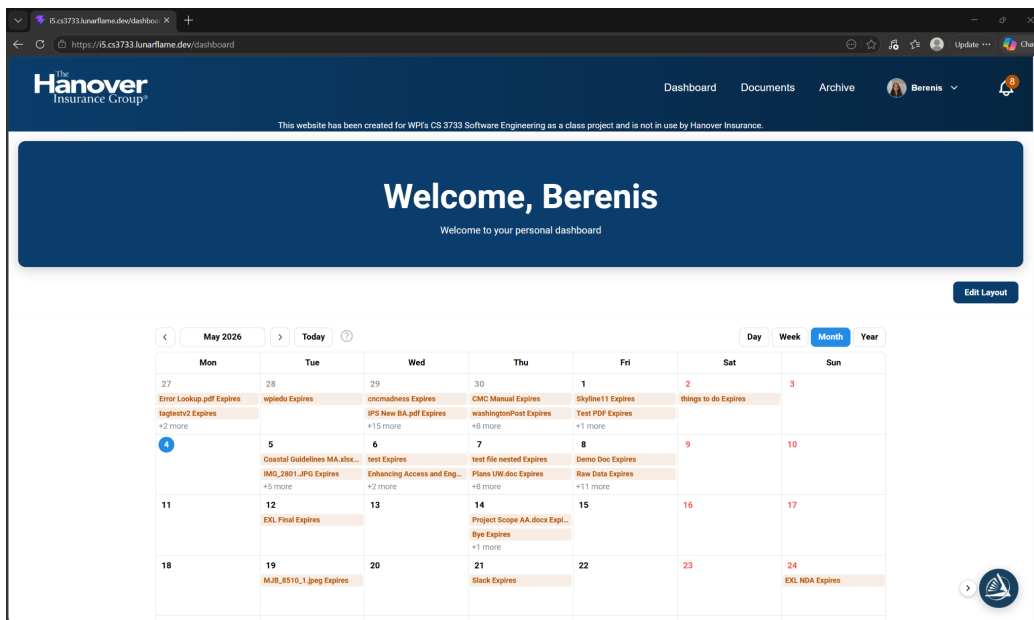 i5.cs3733.lunarflame.dev/dashboar
https://i5.cs3733.lunarflame.dev/dashboard
Update
Cha
The
Hanover
Insurance Group®
Dashboard
Documents
Archive
Berenis
8
This website has been created for WPI's CS 3733 Software Engineering as a class project and is not in use by Hanover Insurance.
Welcome, Berenis
Welcome to your personal dashboard
Edit Layout
May 2026
Today
?
Day
Week
Month
Year
Mon Tue Wed Thu Fri Sat Sun
27 28 29 30 1 2 3
Error Lookup.pdf Expires wpiedu Expires cncmadness Expires CMC Manual Expires Skyline11 Expires things to do Expires
tagtestv2 Expires IPS New BA.pdf Expires washingtonPost Expires Test PDF Expires
+2 more +15 more +8 more +1 more
4 5 6 7 8 9 10
Coastal Guidelines MA.xlsx... test Expires test file nested Expires Demo Doc Expires
IMG_2801.JPG Expires Enhancing Access and Eng... Plans UW.doc Expires Raw Data Expires
+5 more +2 more +8 more +11 more
11 12 13 14 15 16 17
EXL Final Expires Project Scope AA.docx Expi...
Bye Expires
+1 more
18 19 20 21 22 23 24
MJB_8510_1.jpeg Expires Slack Expires EXL NDA Expires